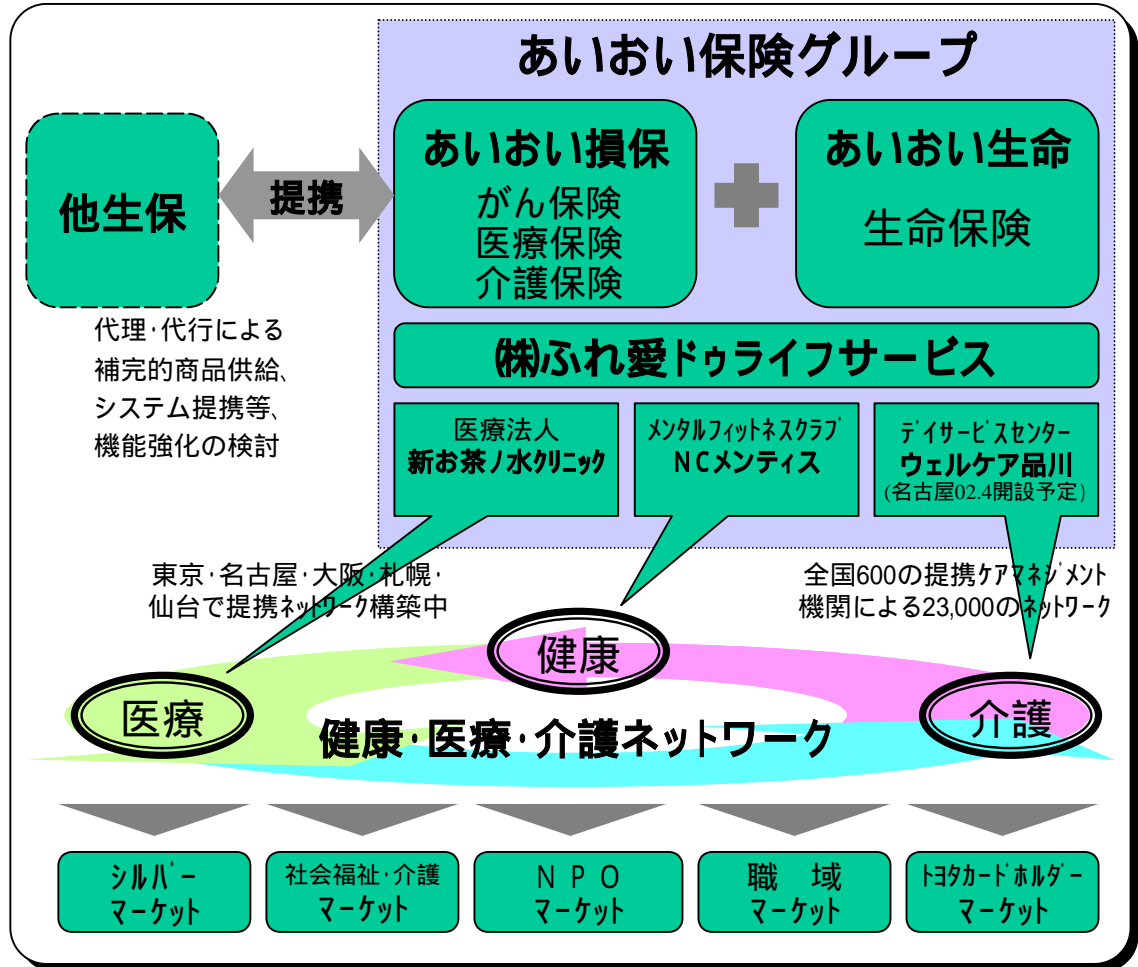 あいおい保険グループ
他生保
提携
あいおい損保
がん保険
医療保険
介護保険
あいおい生命
生命保険
代理・代行による
補完的商品供給、
システム提携等、
機能強化の検討
㈱ふれ愛ドゥライフサービス
医療法人
新お茶ノ水ｸﾘﾆｯｸ
ﾒﾝﾀﾙﾌｨｯﾄﾈｽｸﾗﾌﾞ
ＮＣメンティス
ﾃﾞｲｻｰﾋﾞｽｾﾝﾀｰ
ウェルケア品川
(名古屋02.4開設予定)
東京・名古屋・大阪・札幌・
仙台で提携ﾈｯﾄﾜｰｸ構築中
全国600の提携ｹｱﾏﾈｼﾞﾒﾝﾄ
機関による23,000のﾈｯﾄﾜｰｸ
健康
医療
介護
健康・医療・介護ネットワーク
ｼﾙﾊﾞｰ
マーケット
社会福祉・介護
マーケット
ＮＰＯ
マーケット
職　域
マーケット
ﾄﾖﾀｶｰﾄﾞﾎﾙﾀﾞｰ
マーケット